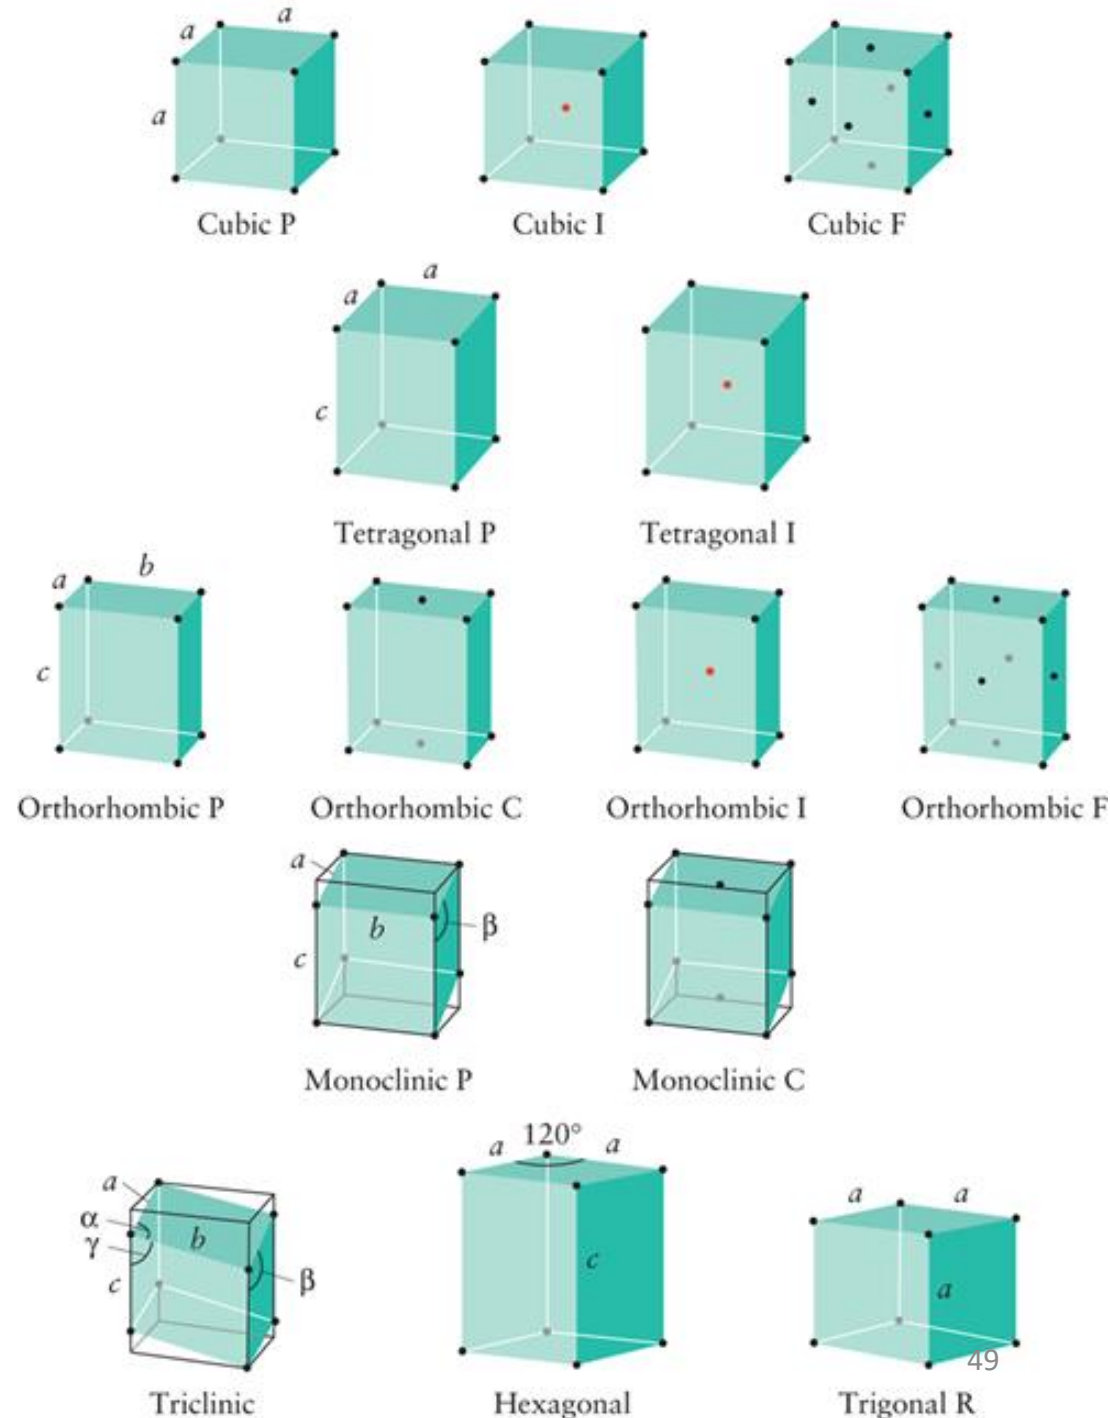 a a
a
Cubic P Cubic I Cubic F
a
a
c
Tetragonal P Tetragonal I
a b
c
Orthorhombic P Orthorhombic C Orthorhombic I Orthorhombic F
a
b β
c
Monoclinic P Monoclinic C
a 120° a
a
α
γ b
c β
c
a a
a
49
Triclinic Hexagonal Trigonal R